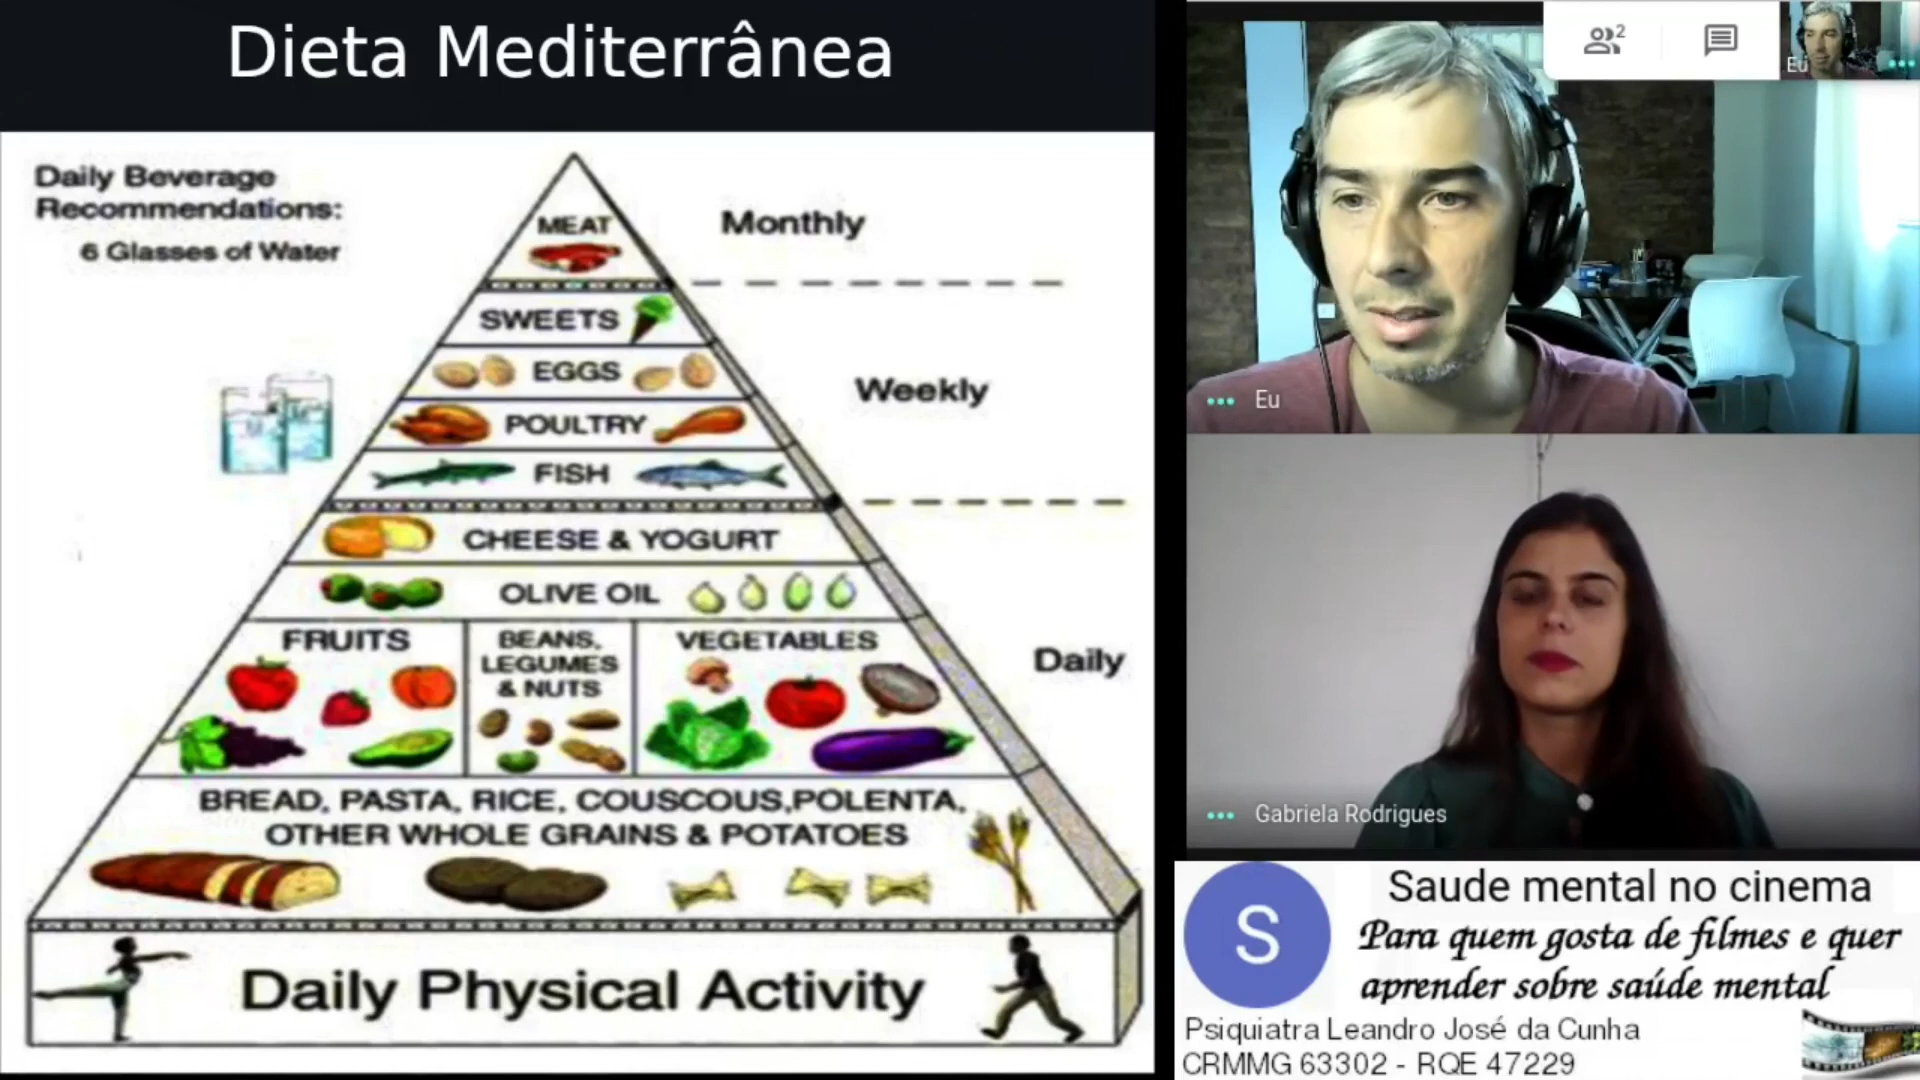 Dieta Mediterrânea
Daily Beverage
Recommendations:
6 Glasses of Water
MEAT
Monthly
SWEETS
EGGS
POULTRY
FISH
Weekly
CHEESE & YOGURT
OLIVE OIL
FRUITS
BEANS,
LEGUMES
& NUTS
VEGETABLES
Daily
BREAD, PASTA, RICE, COUSCOUS,POLENTA,
OTHER WHOLE GRAINS & POTATOES
Daily Physical Activity
2
Eu
Eu
Gabriela Rodrigues
S
Saude mental no cinema
Para quem gosta de filmes e quer
aprender sobre saúde mental
Psiquiatra Leandro José da Cunha
CRMMG 63302 - RQE 47229